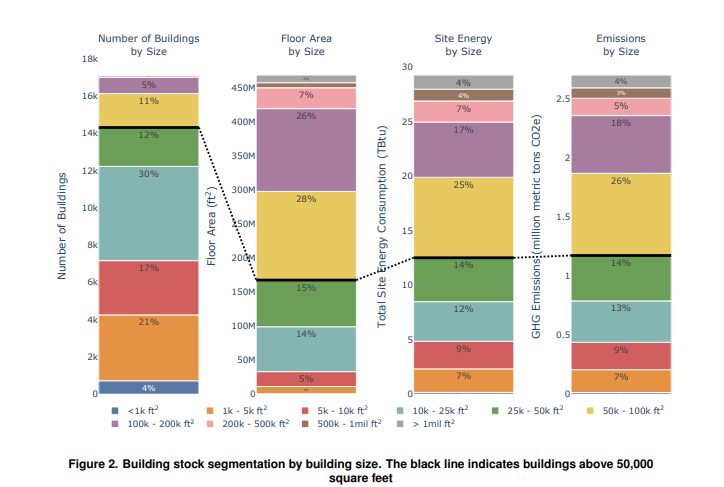 Number of Buildings
by Size
Floor Area
by Size
Site Energy
by Size
Emissions
by Size
Number of Buildings
18k
16k
14k
12k
10k
8k
6k
4k
2k
0
5%
11%
12%
30%
17%
21%
4%
Floor Area (ft²)
450M
400M
350M
300M
250M
200M
150M
100M
50M
0
7%
26%
28%
15%
14%
5%
Total Site Energy Consumption (TBtu)
30
25
20
15
10
5
0
4%
4%
7%
17%
25%
14%
12%
9%
7%
GHG Emissions (million metric tons CO2e)
2.5
2
1.5
1
0.5
0
4%
3%
5%
18%
26%
14%
13%
9%
7%
<1k ft²
1k - 5k ft²
5k - 10k ft²
10k - 25k ft²
25k - 50k ft²
50k - 100k ft²
100k - 200k ft²
200k - 500k ft²
500k - 1mil ft²
> 1mil ft²
Figure 2. Building stock segmentation by building size. The black line indicates buildings above 50,000
square feet